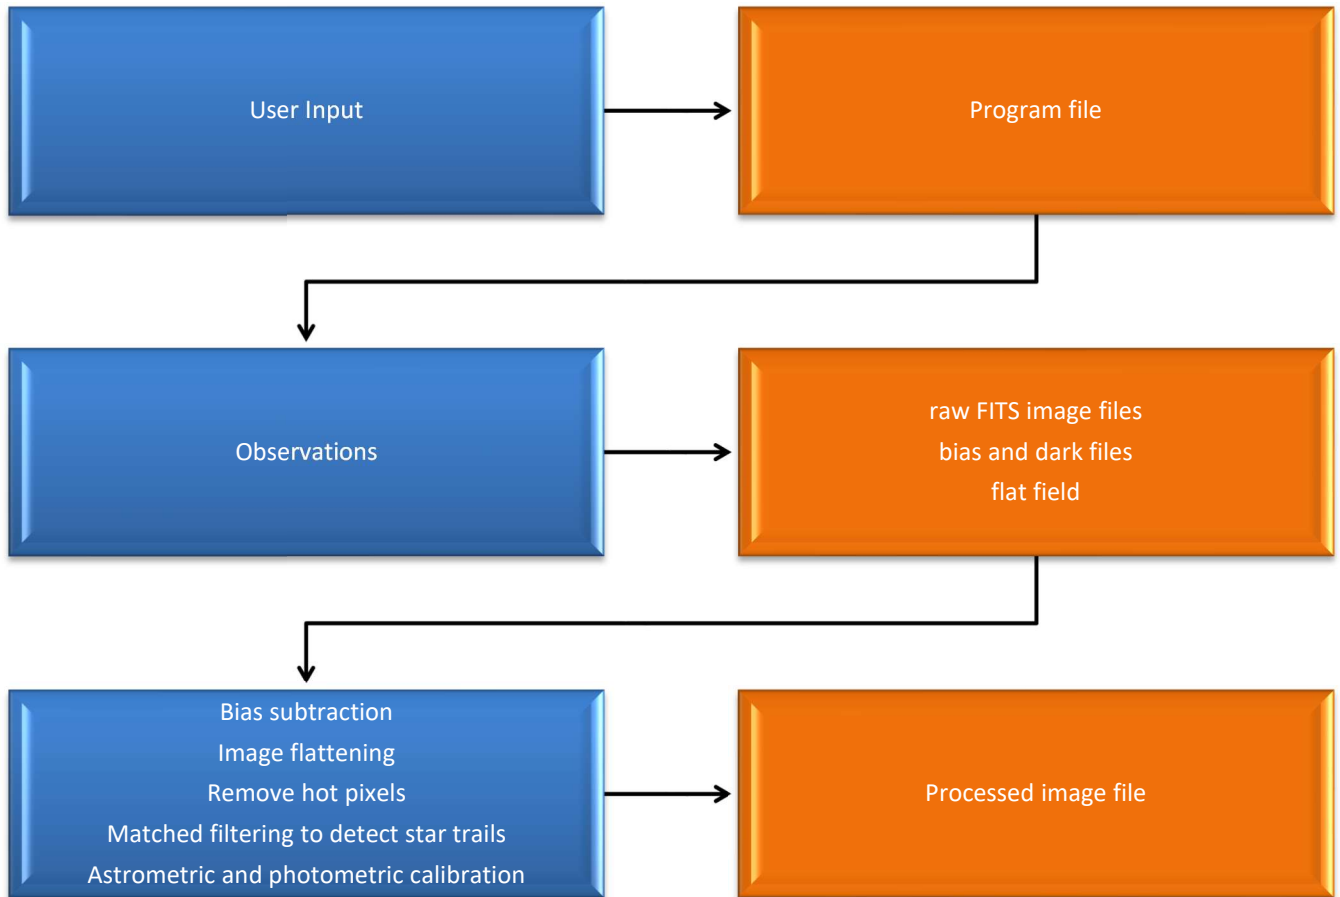 User Input
Program file
Observations
raw FITS image files
bias and dark files
flat field
Bias subtraction
Image flattening
Remove hot pixels
Matched filtering to detect star trails
Astrometric and photometric calibration
Processed image file